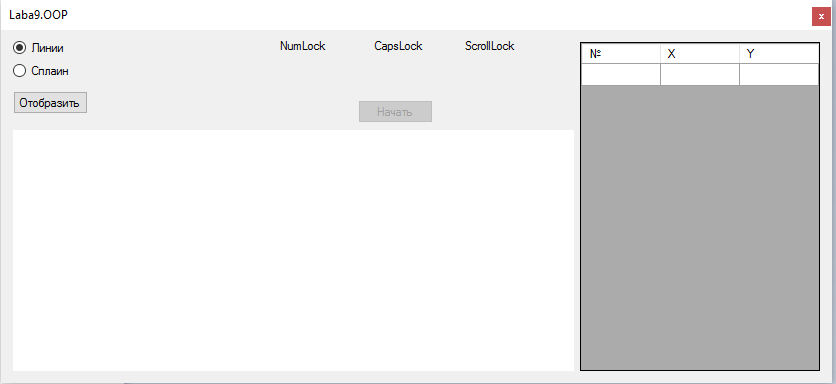 Laba9.OOP
x
Линии
NumLock CapsLock ScrollLock
Сплаин
Отобразить
Начать
№ X Y